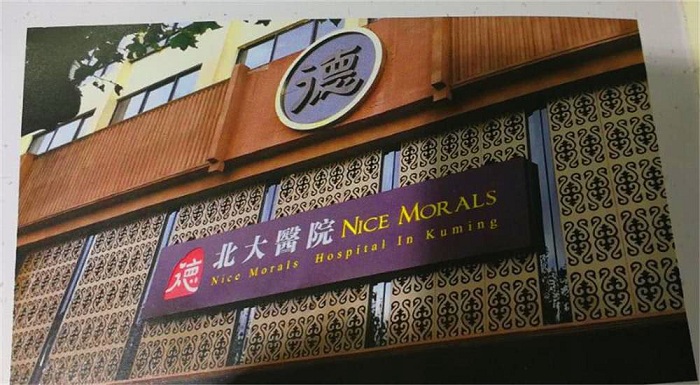 德
德 北大醫院 NICE MORALS
Nice Morals Hospital In Kuming